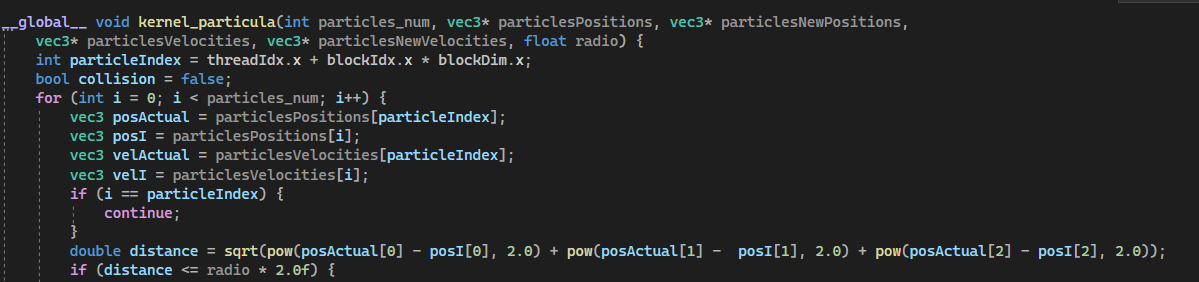 __global__ void kernel_particula(int particles_num, vec3* particlesPositions, vec3* particlesNewPositions,
vec3* particlesVelocities, vec3* particlesNewVelocities, float radio) {
int particleIndex = threadIdx.x + blockIdx.x * blockDim.x;
bool collision = false;
for (int i = 0; i < particles_num; i++) {
vec3 posActual = particlesPositions[particleIndex];
vec3 posI = particlesPositions[i];
vec3 velActual = particlesVelocities[particleIndex];
vec3 velI = particlesVelocities[i];
if (i == particleIndex) {
continue;
}
double distance = sqrt(pow(posActual[0] - posI[0], 2.0) + pow(posActual[1] -  posI[1], 2.0) + pow(posActual[2] - posI[2], 2.0));
if (distance <= radio * 2.0f) {